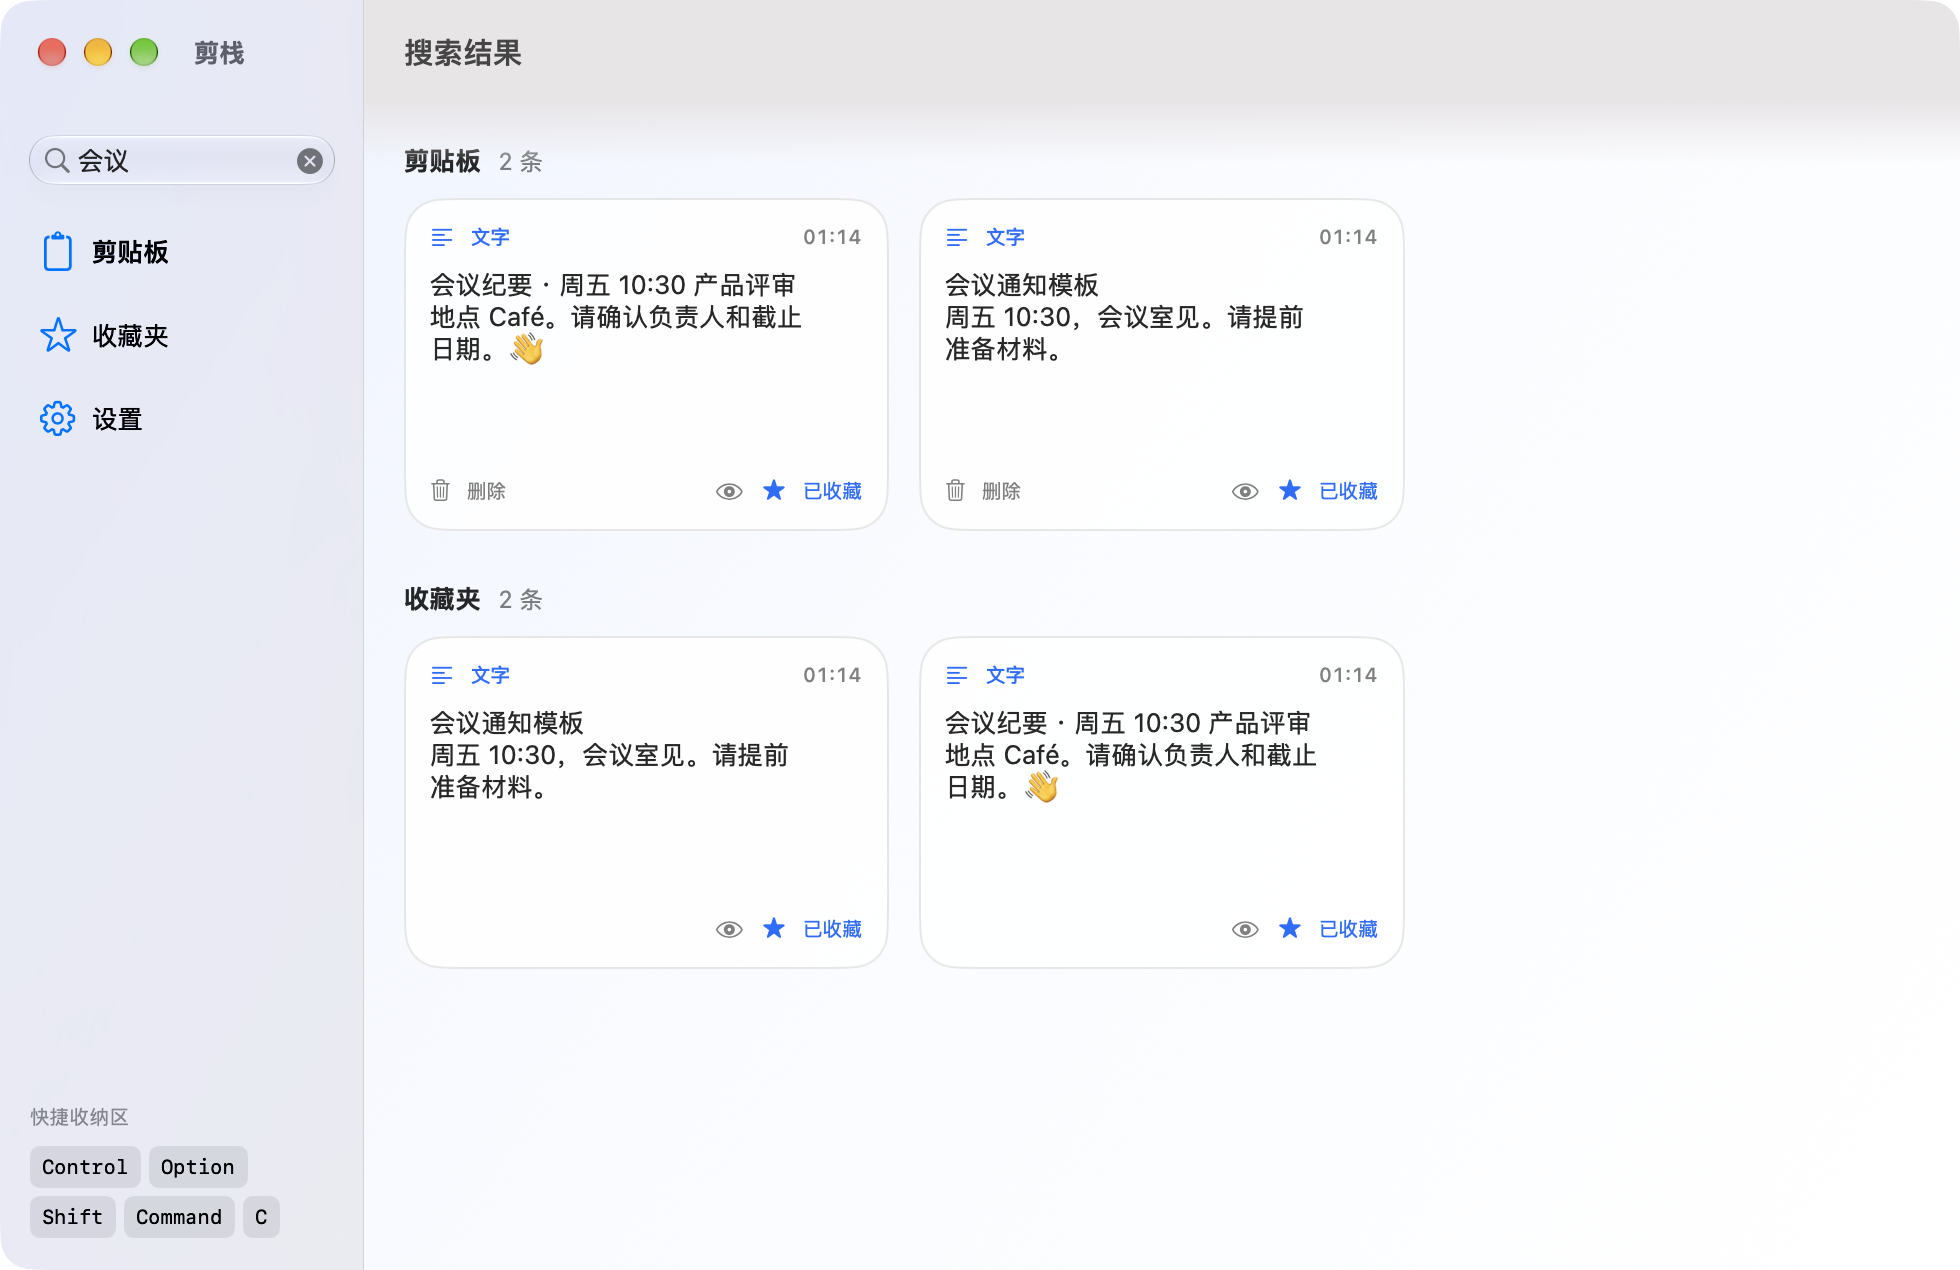 剪栈
会议
剪贴板
收藏夹
设置
快捷收纳区
Control Option
Shift Command C
搜索结果
剪贴板 2 条
文字 01:14
会议纪要 · 周五 10:30 产品评审
地点 Café。请确认负责人和截止
日期。👋
删除 已收藏
文字 01:14
会议通知模板
周五 10:30，会议室见。请提前
准备材料。
删除 已收藏
收藏夹 2 条
文字 01:14
会议通知模板
周五 10:30，会议室见。请提前
准备材料。
已收藏
文字 01:14
会议纪要 · 周五 10:30 产品评审
地点 Café。请确认负责人和截止
日期。👋
已收藏